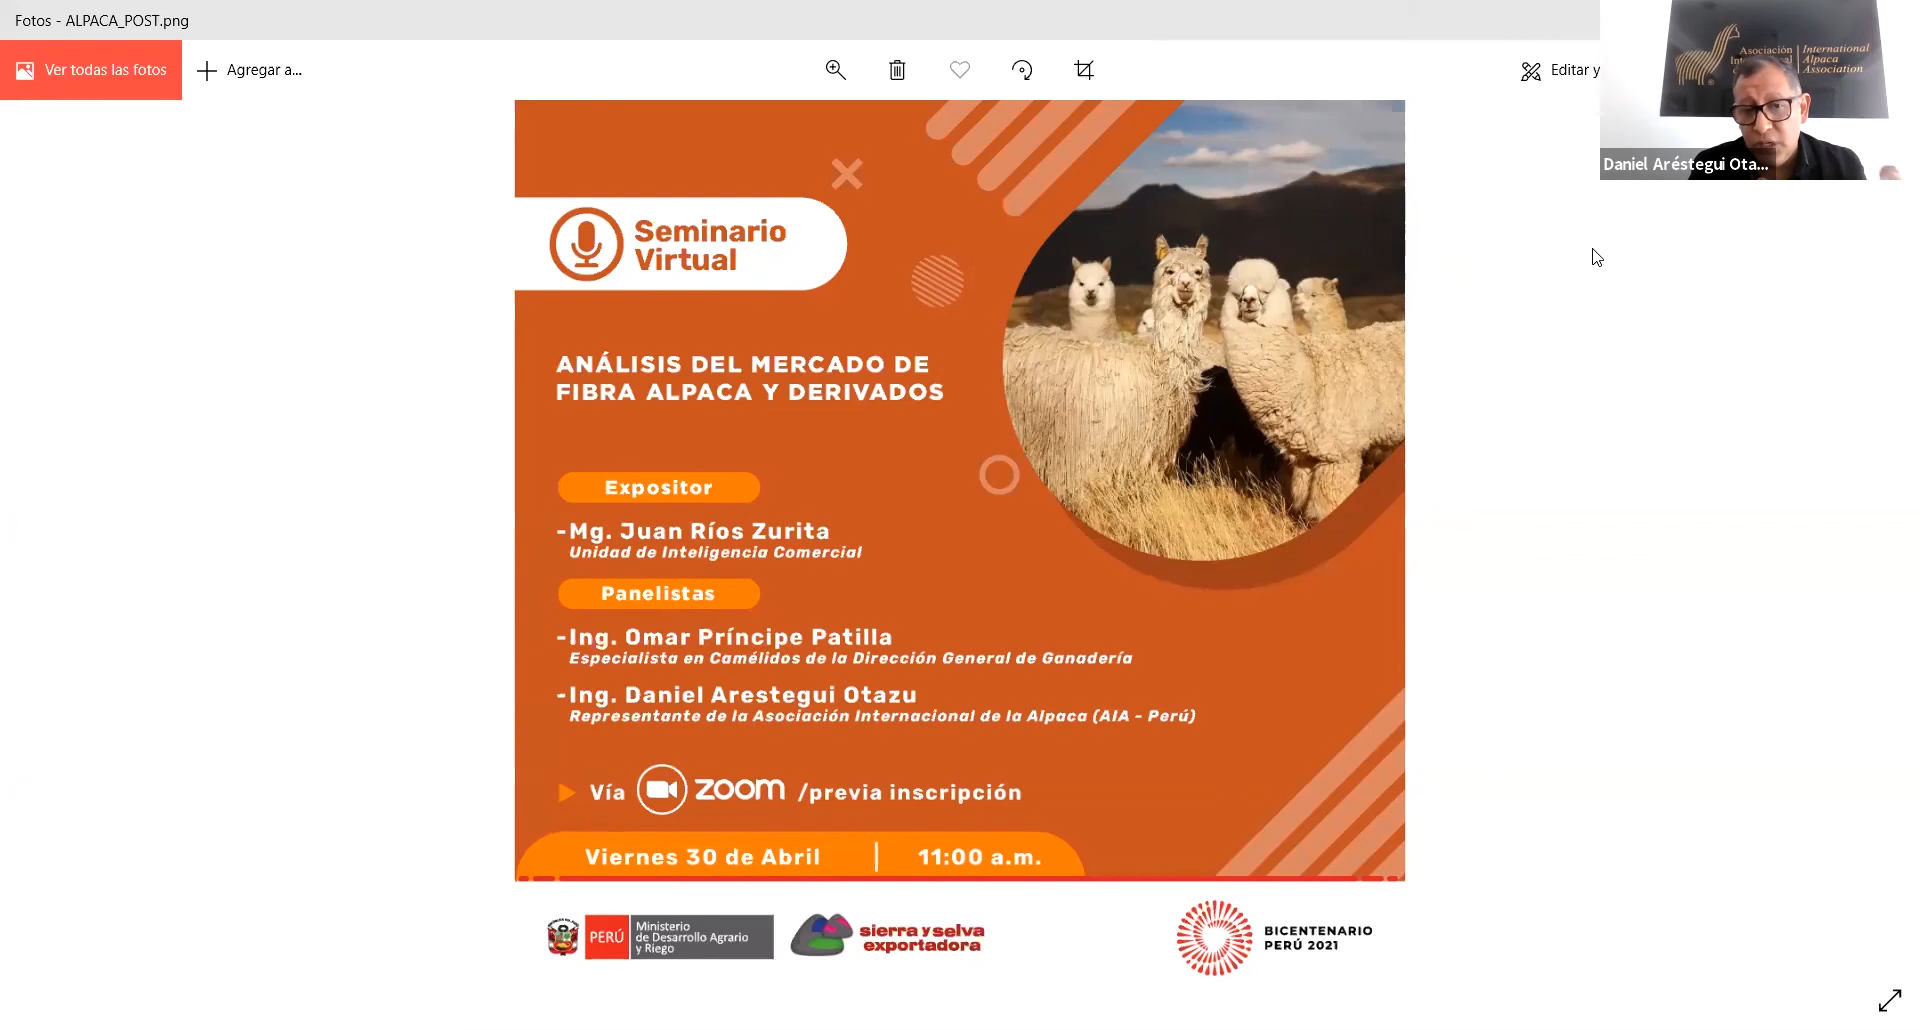 Fotos - ALPACA_POST.png
Ver todas las fotos
Agregar a...
Editar y
Asociación
International
Alpaca
Association
Daniel Aréstegui Ota...
Seminario
Virtual
ANÁLISIS DEL MERCADO DE
FIBRA ALPACA Y DERIVADOS
Expositor
-Mg. Juan Ríos Zurita
Unidad de Inteligencia Comercial
Panelistas
-Ing. Omar Príncipe Patilla
Especialista en Camélidos de la Dirección General de Ganadería
-Ing. Daniel Arestegui Otazu
Representante de la Asociación Internacional de la Alpaca (AIA - Perú)
Vía zoom /previa inscripción
Viernes 30 de Abril | 11:00 a.m.
PERÚ
Ministerio
de Desarrollo Agrario
y Riego
sierra y selva
exportadora
BICENTENARIO
PERÚ 2021